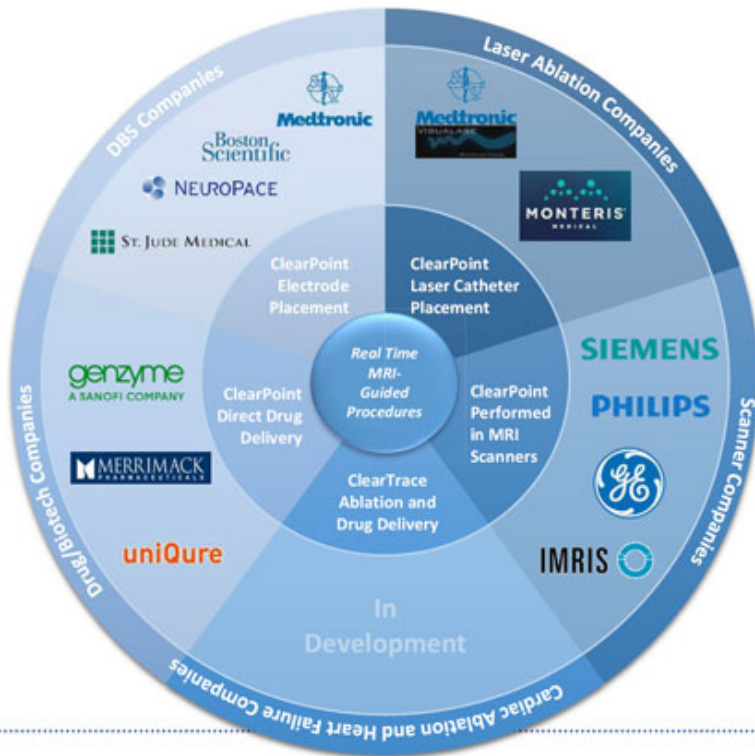 DBS Companies
Medtronic
Boston
Scientific
NEUROPACE
ST. JUDE MEDICAL
ClearPoint
Electrode
Placement
Laser Ablation Companies
Medtronic
VISUALASE
MONTERIS®
MEDICAL
ClearPoint
Laser Catheter
Placement
Real Time
MRI-
Guided
Procedures
Scanner Companies
SIEMENS
PHILIPS
GE
IMRIS
ClearPoint
Performed
in MRI
Scanners
Drug/Biotech Companies
genzyme
A SANOFI COMPANY
MERRIMACK
PHARMACEUTICALS
uniQure
ClearPoint
Direct Drug
Delivery
ClearTrace
Ablation and
Drug Delivery
In
Development
Cardiac Ablation and Heart Failure Companies